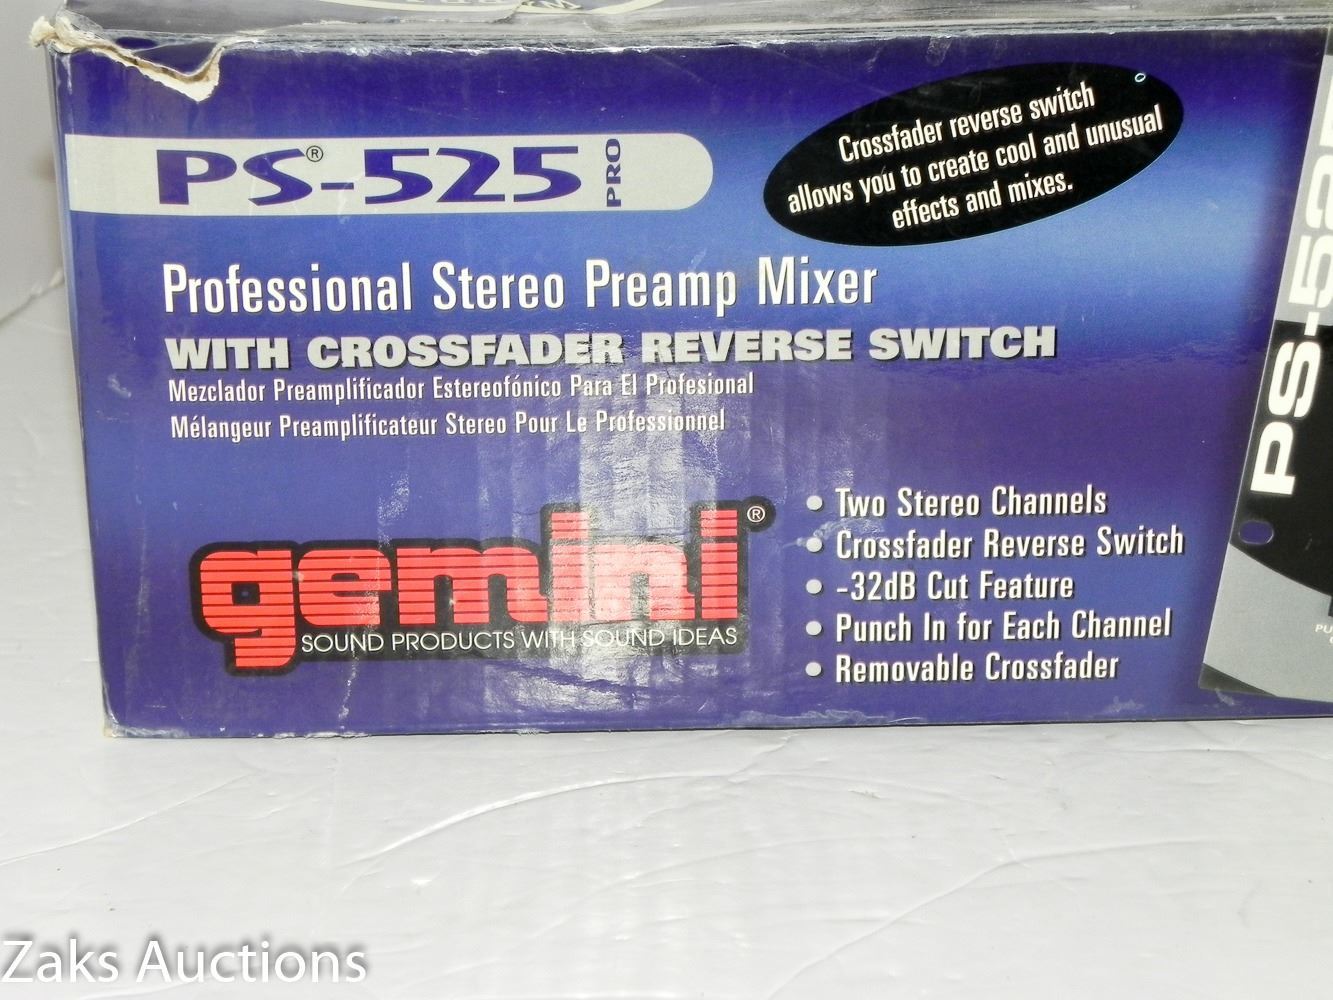 PS®-525 PRO
Crossfader reverse switch
allows you to create cool and unusual
effects and mixes.
Professional Stereo Preamp Mixer
WITH CROSSFADER REVERSE SWITCH
Mezclador Preamplificador Estereofónico Para El Profesional
Mélangeur Preamplificateur Stereo Pour Le Professionnel
gemini®
SOUND PRODUCTS WITH SOUND IDEAS
• Two Stereo Channels
• Crossfader Reverse Switch
• -32dB Cut Feature
• Punch In for Each Channel
• Removable Crossfader
PS-525
Zaks Auctions